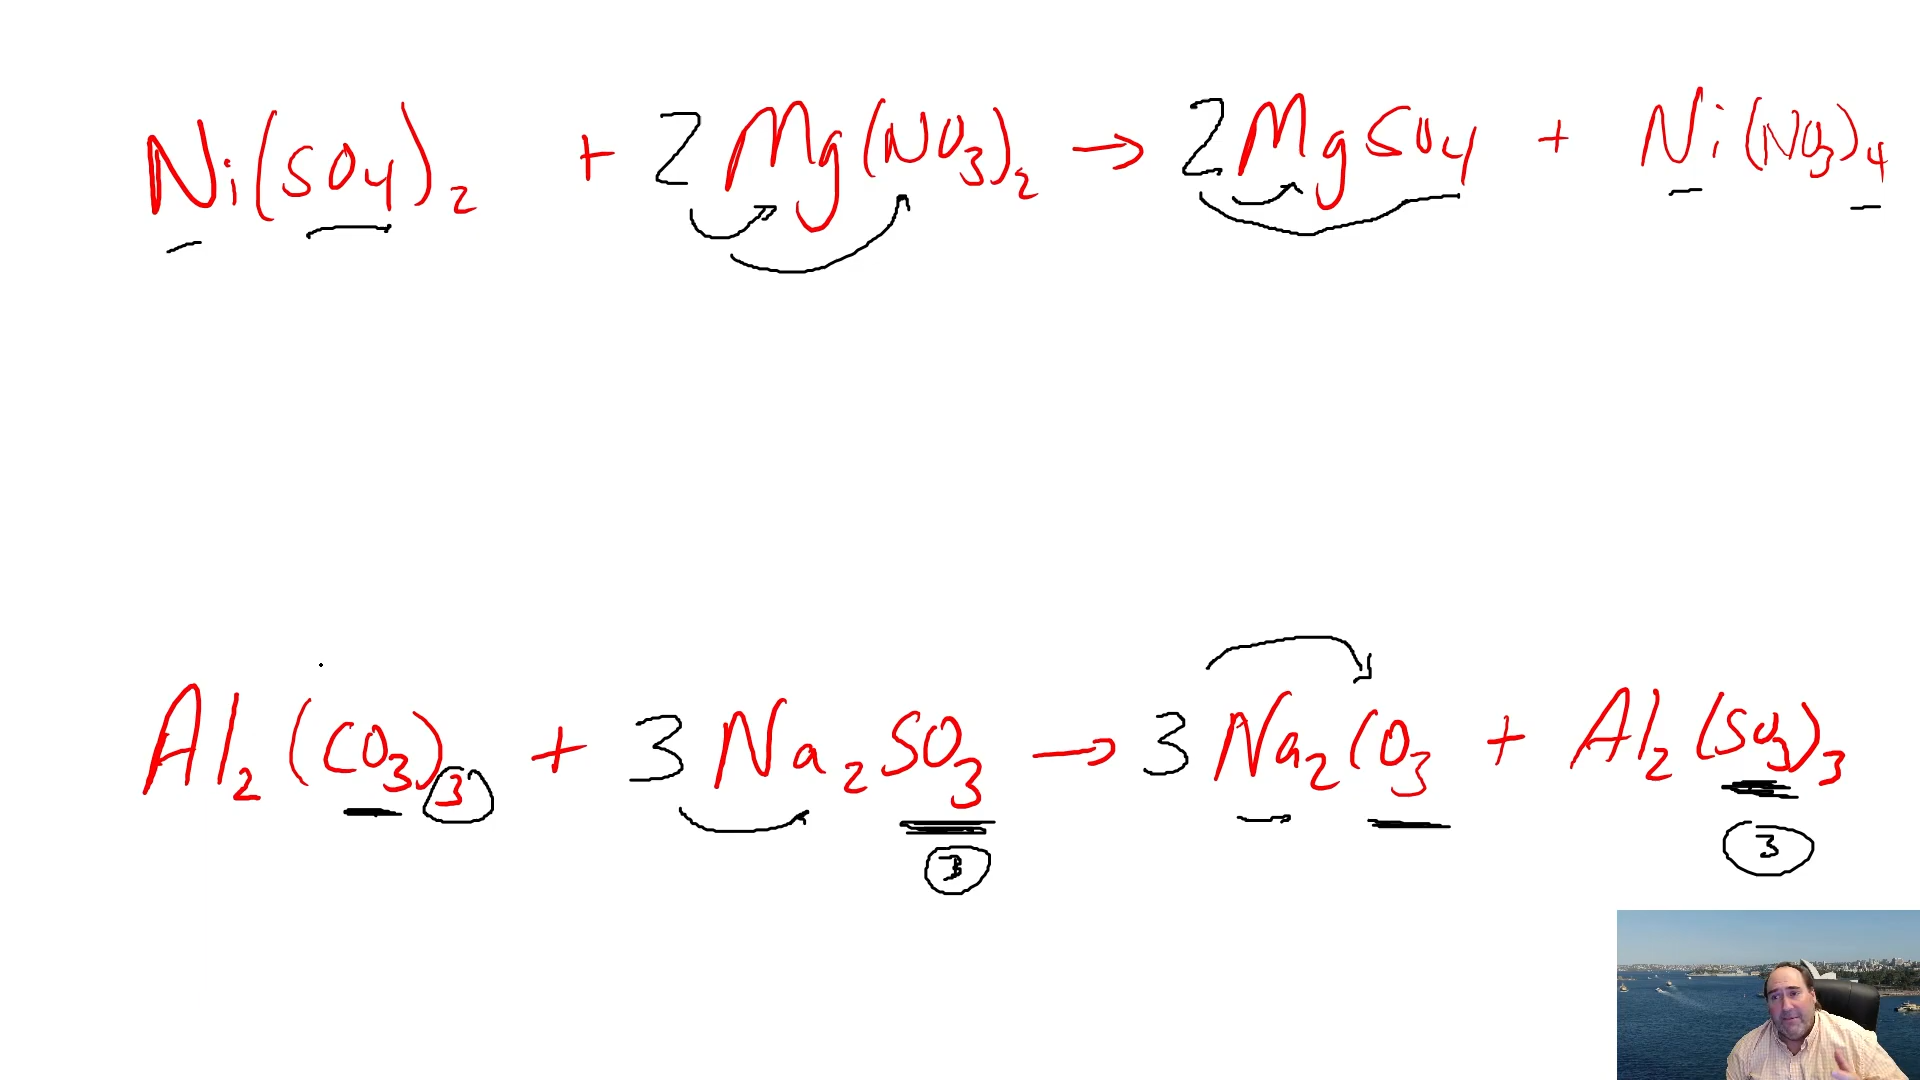 Ni(SO4)2 + 2Mg(NO3)2 → 2MgSO4 + Ni(NO3)4
Al2(CO3)3 + 3Na2SO3 → 3Na2CO3 + Al2(SO3)3
3 3